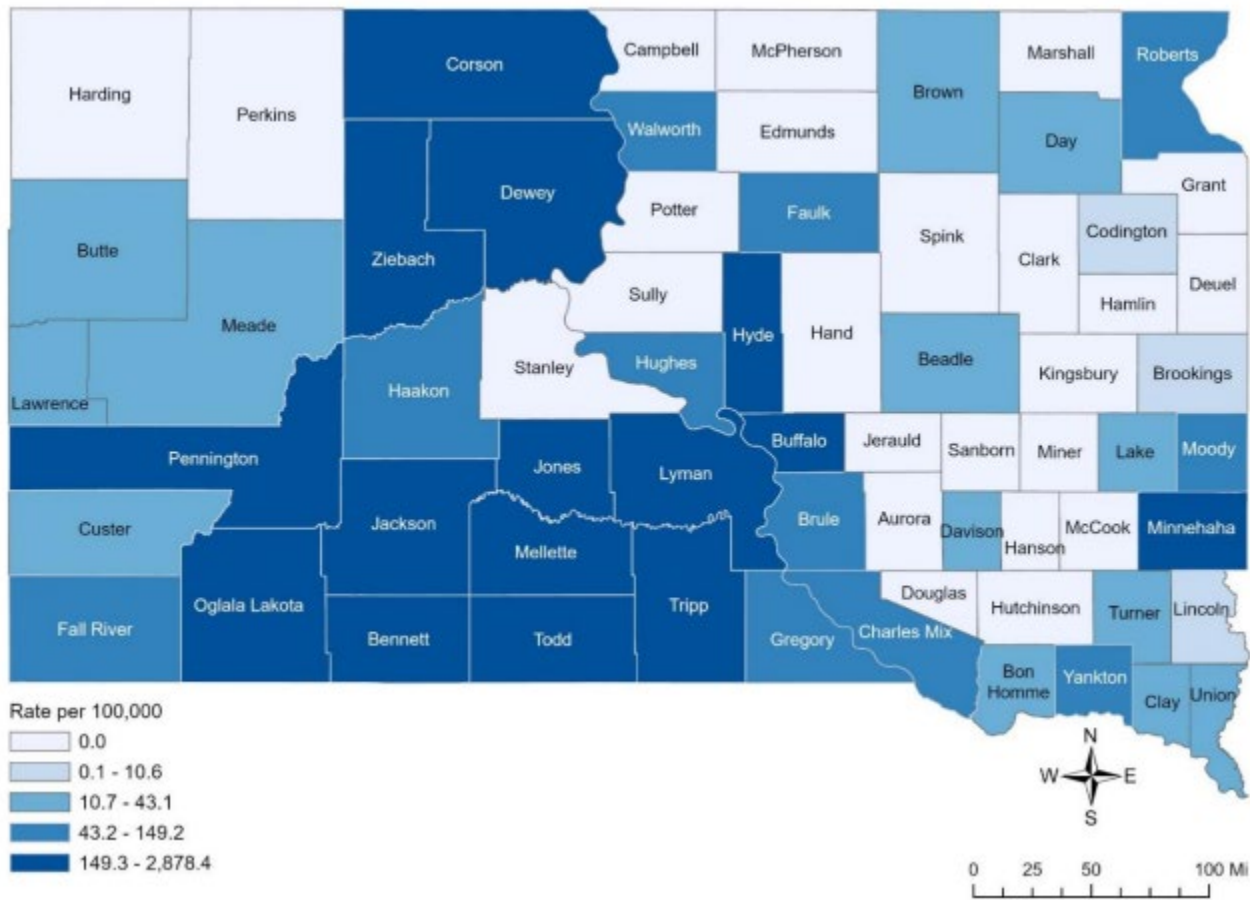 Corson
Campbell
McPherson
Marshall
Roberts
Harding
Perkins
Brown
Walworth
Edmunds
Day
Dewey
Potter
Faulk
Grant
Butte
Ziebach
Spink
Codington
Clark
Sully
Deuel
Meade
Hyde
Hand
Hamlin
Stanley
Hughes
Beadle
Kingsbury
Brookings
Lawrence
Haakon
Pennington
Jones
Lyman
Buffalo
Jerauld
Sanborn
Miner
Lake
Moody
Custer
Jackson
Mellette
Brule
Aurora
Davison
Hanson
McCook
Minnehaha
Fall River
Oglala Lakota
Bennett
Todd
Tripp
Gregory
Charles Mix
Douglas
Hutchinson
Turner
Lincoln
Bon
Homme
Yankton
Clay
Union
Rate per 100,000
0.0
0.1 - 10.6
10.7 - 43.1
43.2 - 149.2
149.3 - 2,878.4
N
W E
S
0 25 50 100 Mi